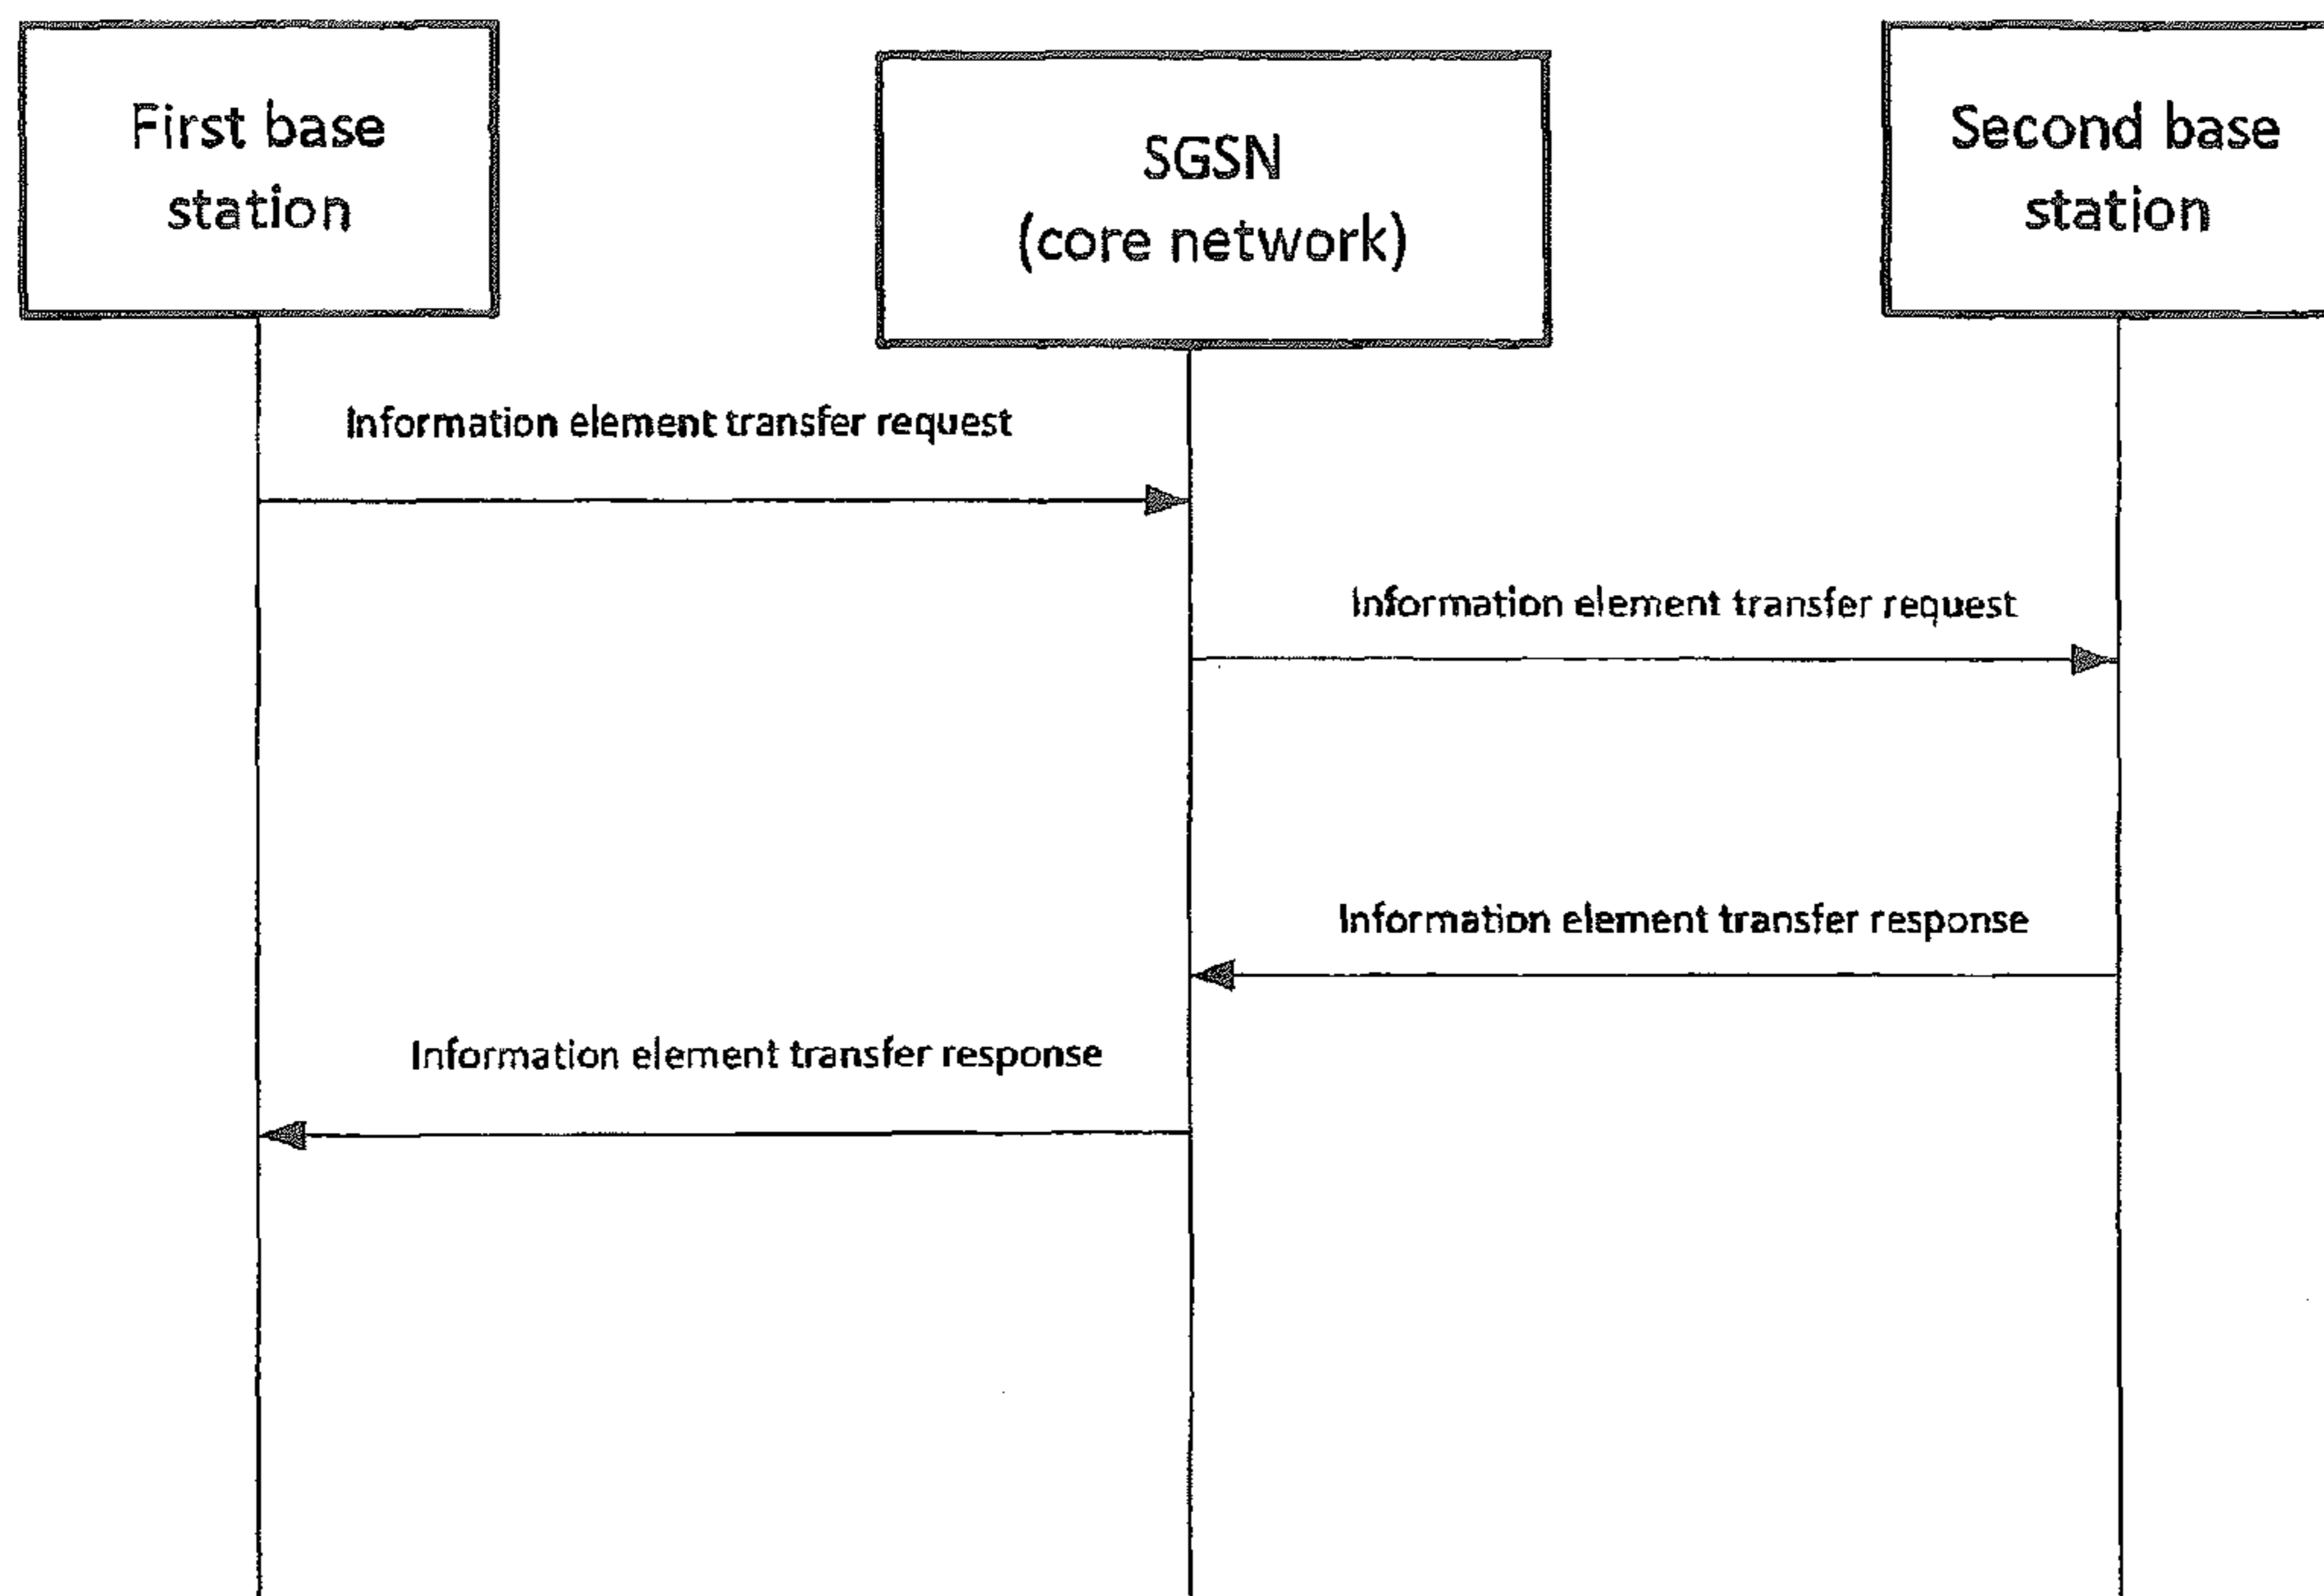 First base
station
SGSN
(core network)
Second base
station
Information element transfer request
Information element transfer request
Information element transfer response
Information element transfer response